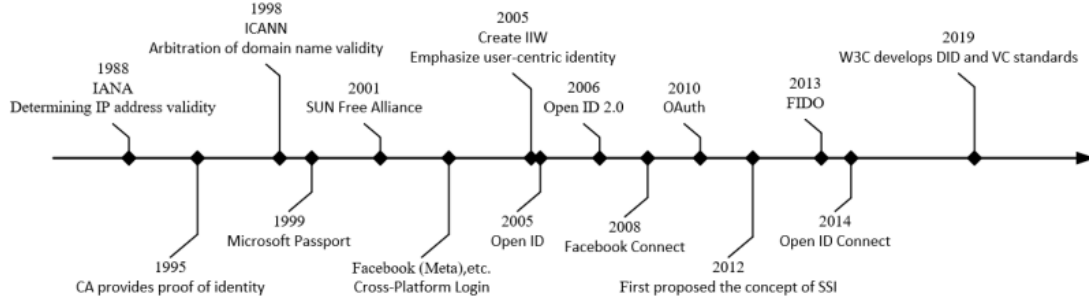 1988
IANA
Determining IP address validity
1995
CA provides proof of identity
1998
ICANN
Arbitration of domain name validity
1999
Microsoft Passport
2001
SUN Free Alliance
Facebook (Meta),etc.
Cross-Platform Login
2005
Create IIW
Emphasize user-centric identity
2005
Open ID
2006
Open ID 2.0
2008
Facebook Connect
2010
OAuth
2012
First proposed the concept of SSI
2013
FIDO
2014
Open ID Connect
2019
W3C develops DID and VC standards